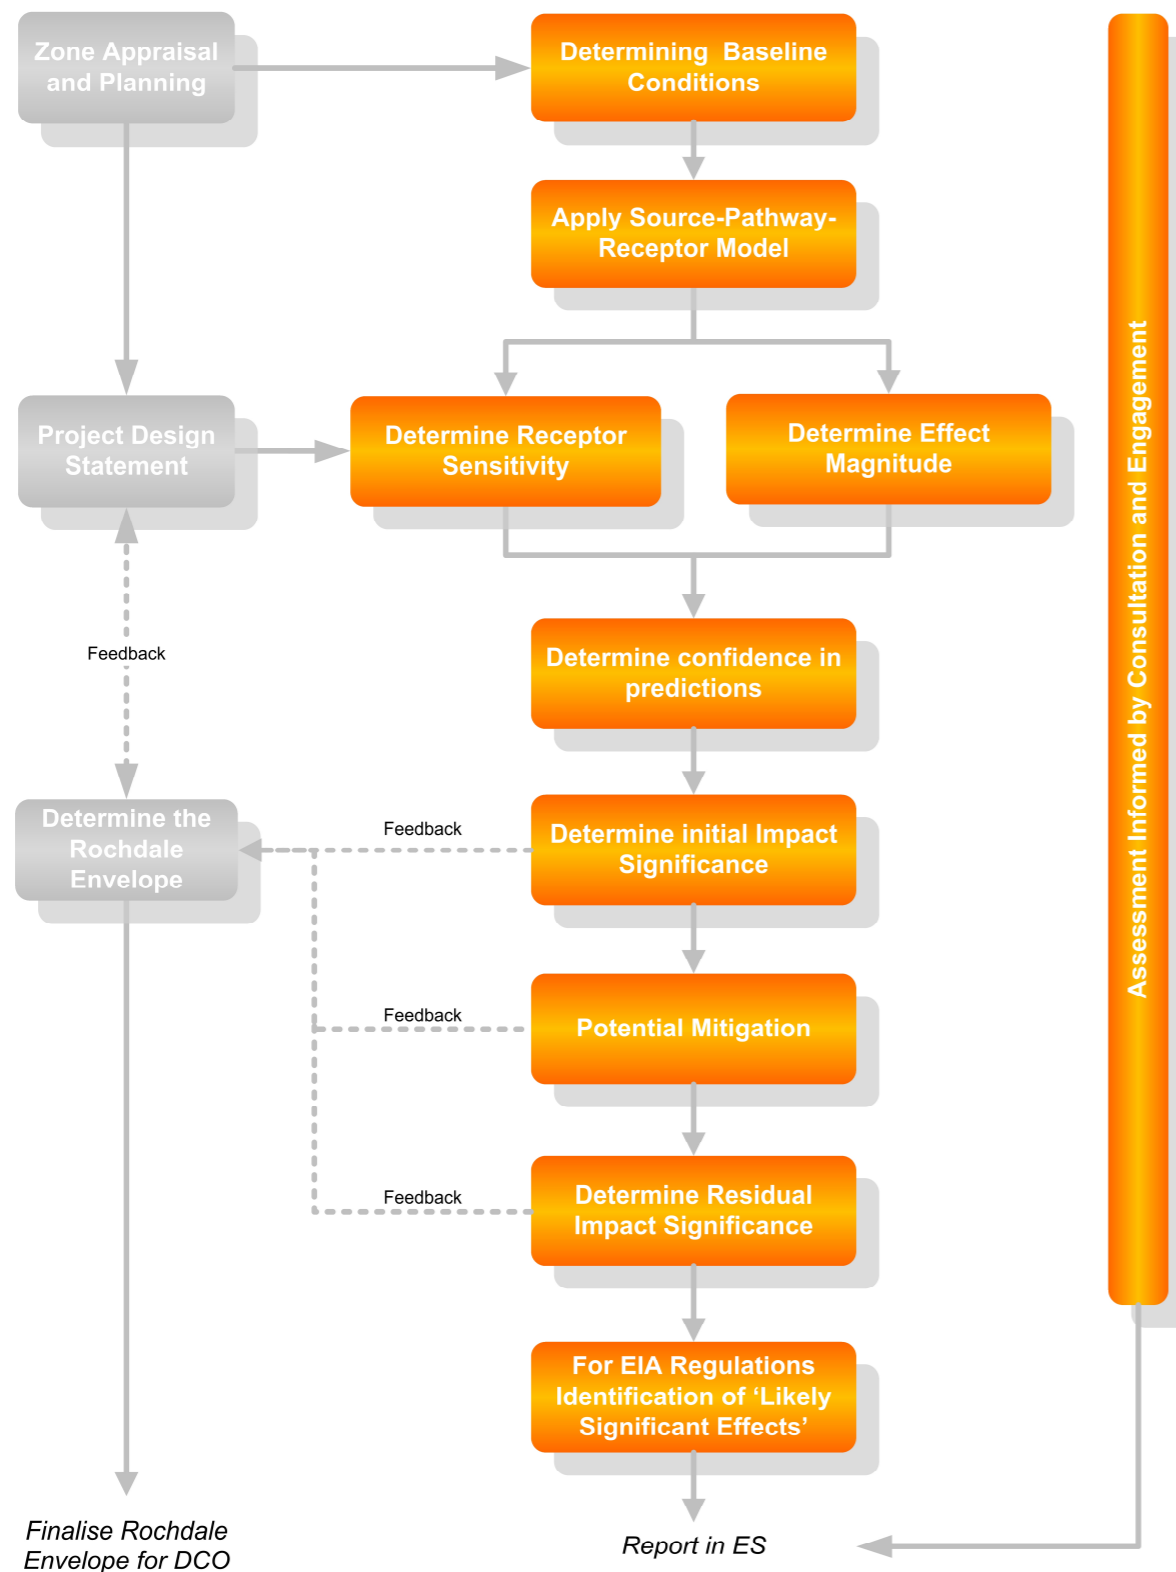 Zone Appraisal
and Planning
Determining Baseline
Conditions
Apply Source-Pathway-
Receptor Model
Project Design
Statement
Determine Receptor
Sensitivity
Determine Effect
Magnitude
Feedback
Determine confidence in
predictions
Determine the
Rochdale
Envelope
Feedback
Determine initial Impact
Significance
Feedback
Potential Mitigation
Feedback
Determine Residual
Impact Significance
For EIA Regulations
Identification of ‘Likely
Significant Effects’
Finalise Rochdale
Envelope for DCO
Report in ES
Assessment Informed by Consultation and Engagement